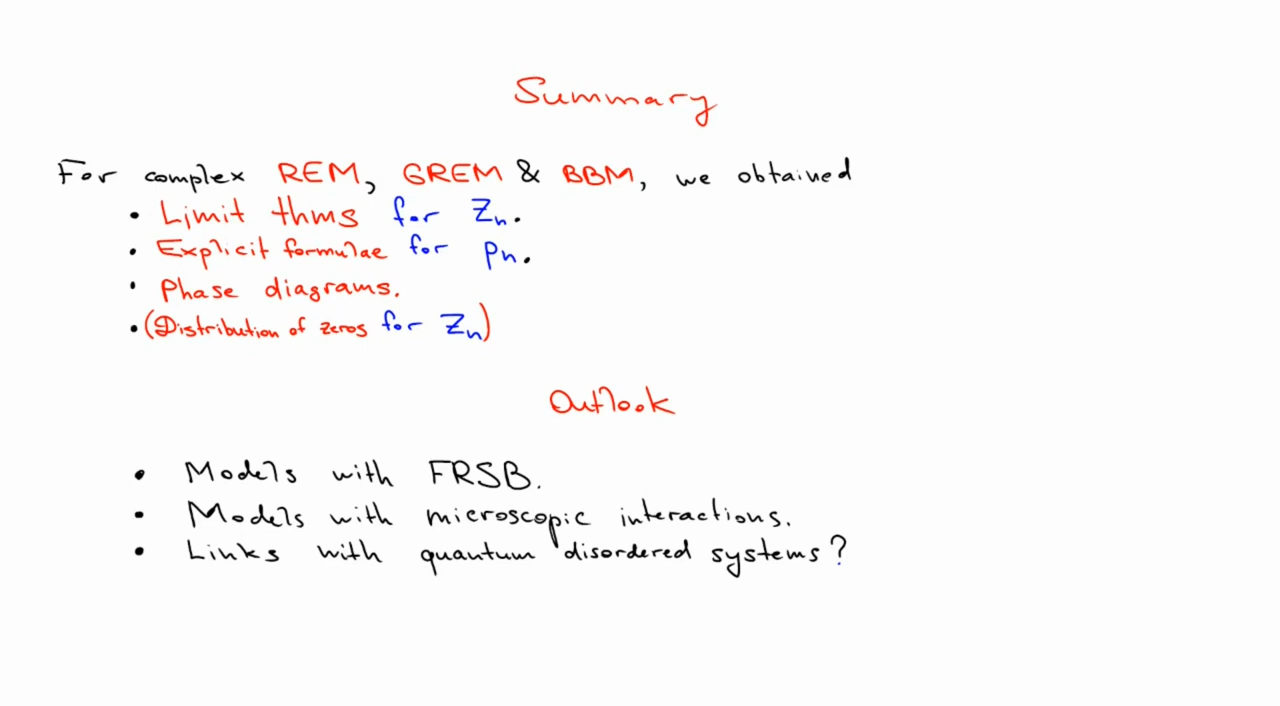 Summary
For complex REM, GREM & BBM, we obtained
• Limit thms for Zn.
• Explicit formulae for pn.
• Phase diagrams.
• (Distribution of zeros for Zn)
Outlook
• Models with FRSB.
• Models with microscopic interactions.
• Links with quantum disordered systems?